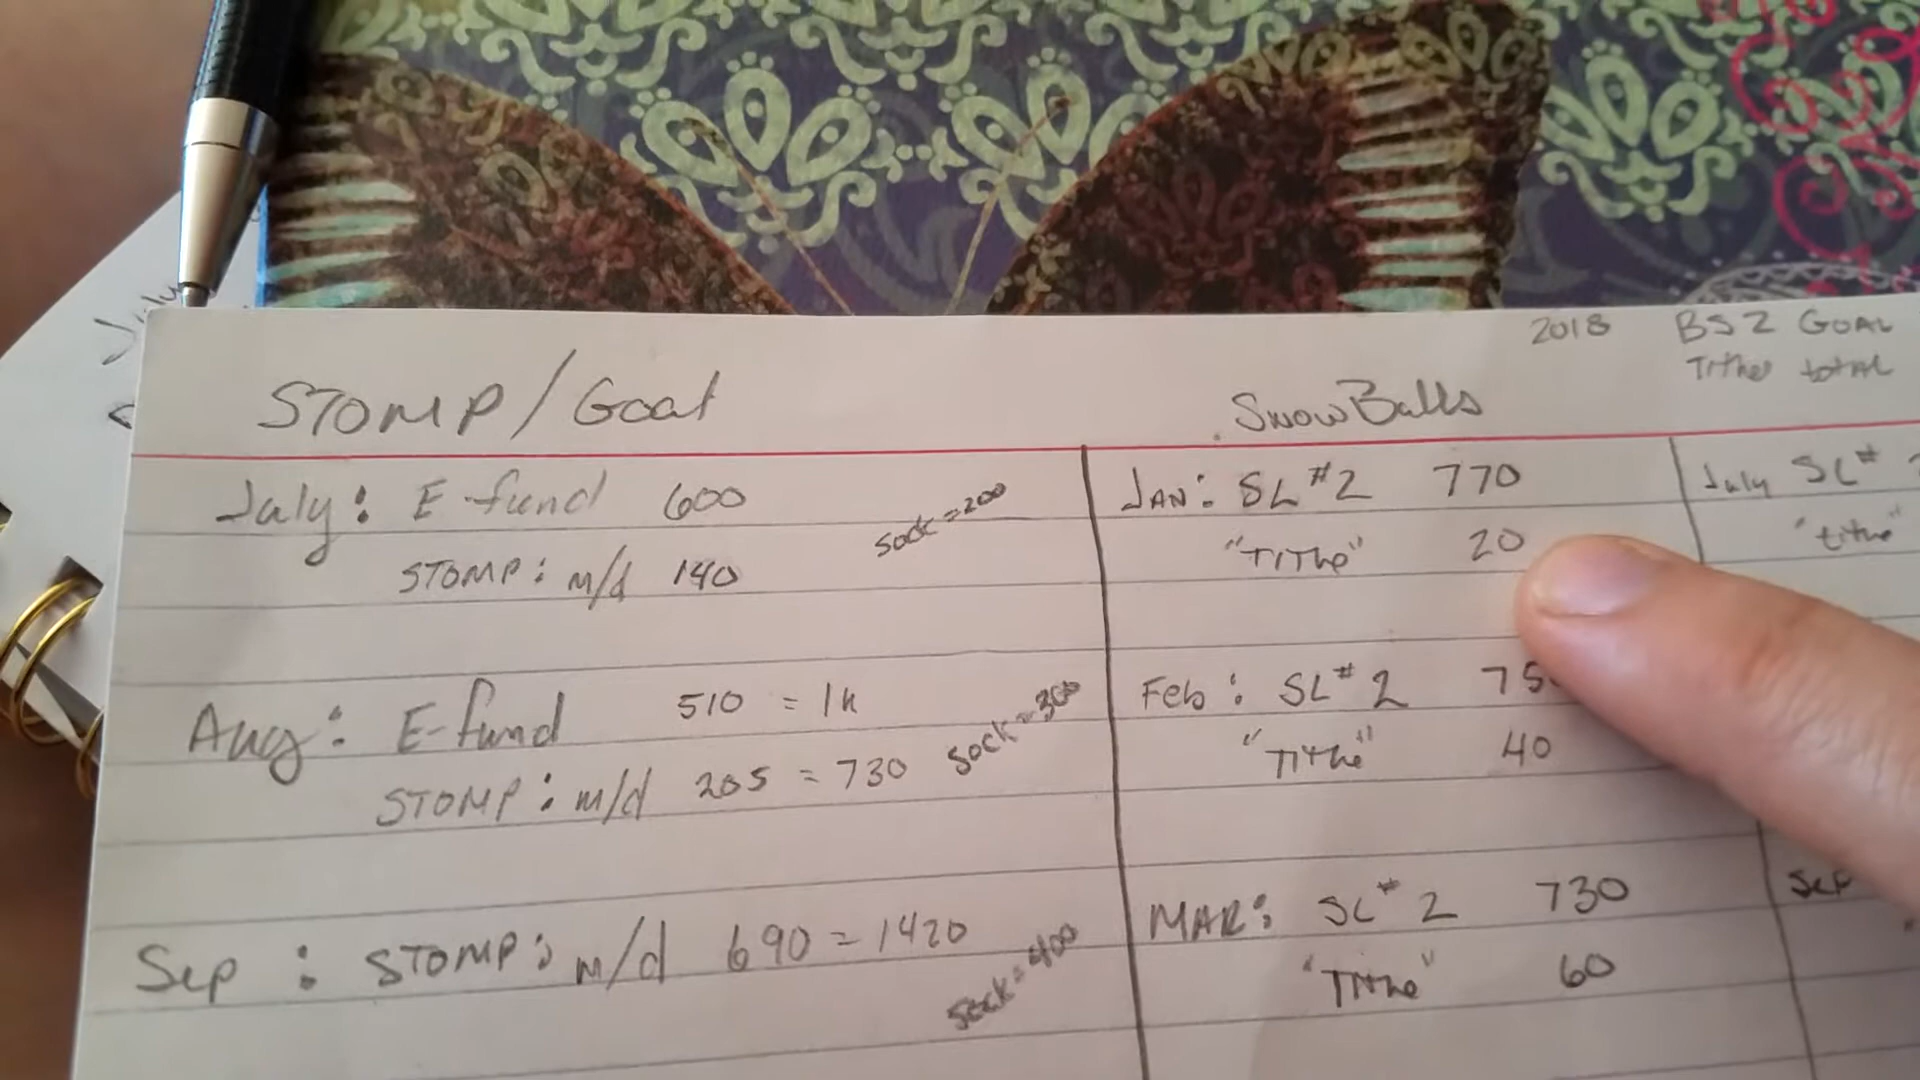 2018 BS2 GOAL
Tithes total
STOMP/Goal
SnowBalls
July: E-fund 600
sock=200
STOMP: m/d 140
Aug: E-fund 510 = 1k
sock=300
STOMP: m/d 205 = 730
Sep: STOMP: m/d 690 = 1420
sock=400
JAN: SL #2 770
"TiThe" 20
Feb: SL #2
"TiThe" 40
MAR: SL #2 730
"TiThe" 60
July SL #
"tithe"
Sep